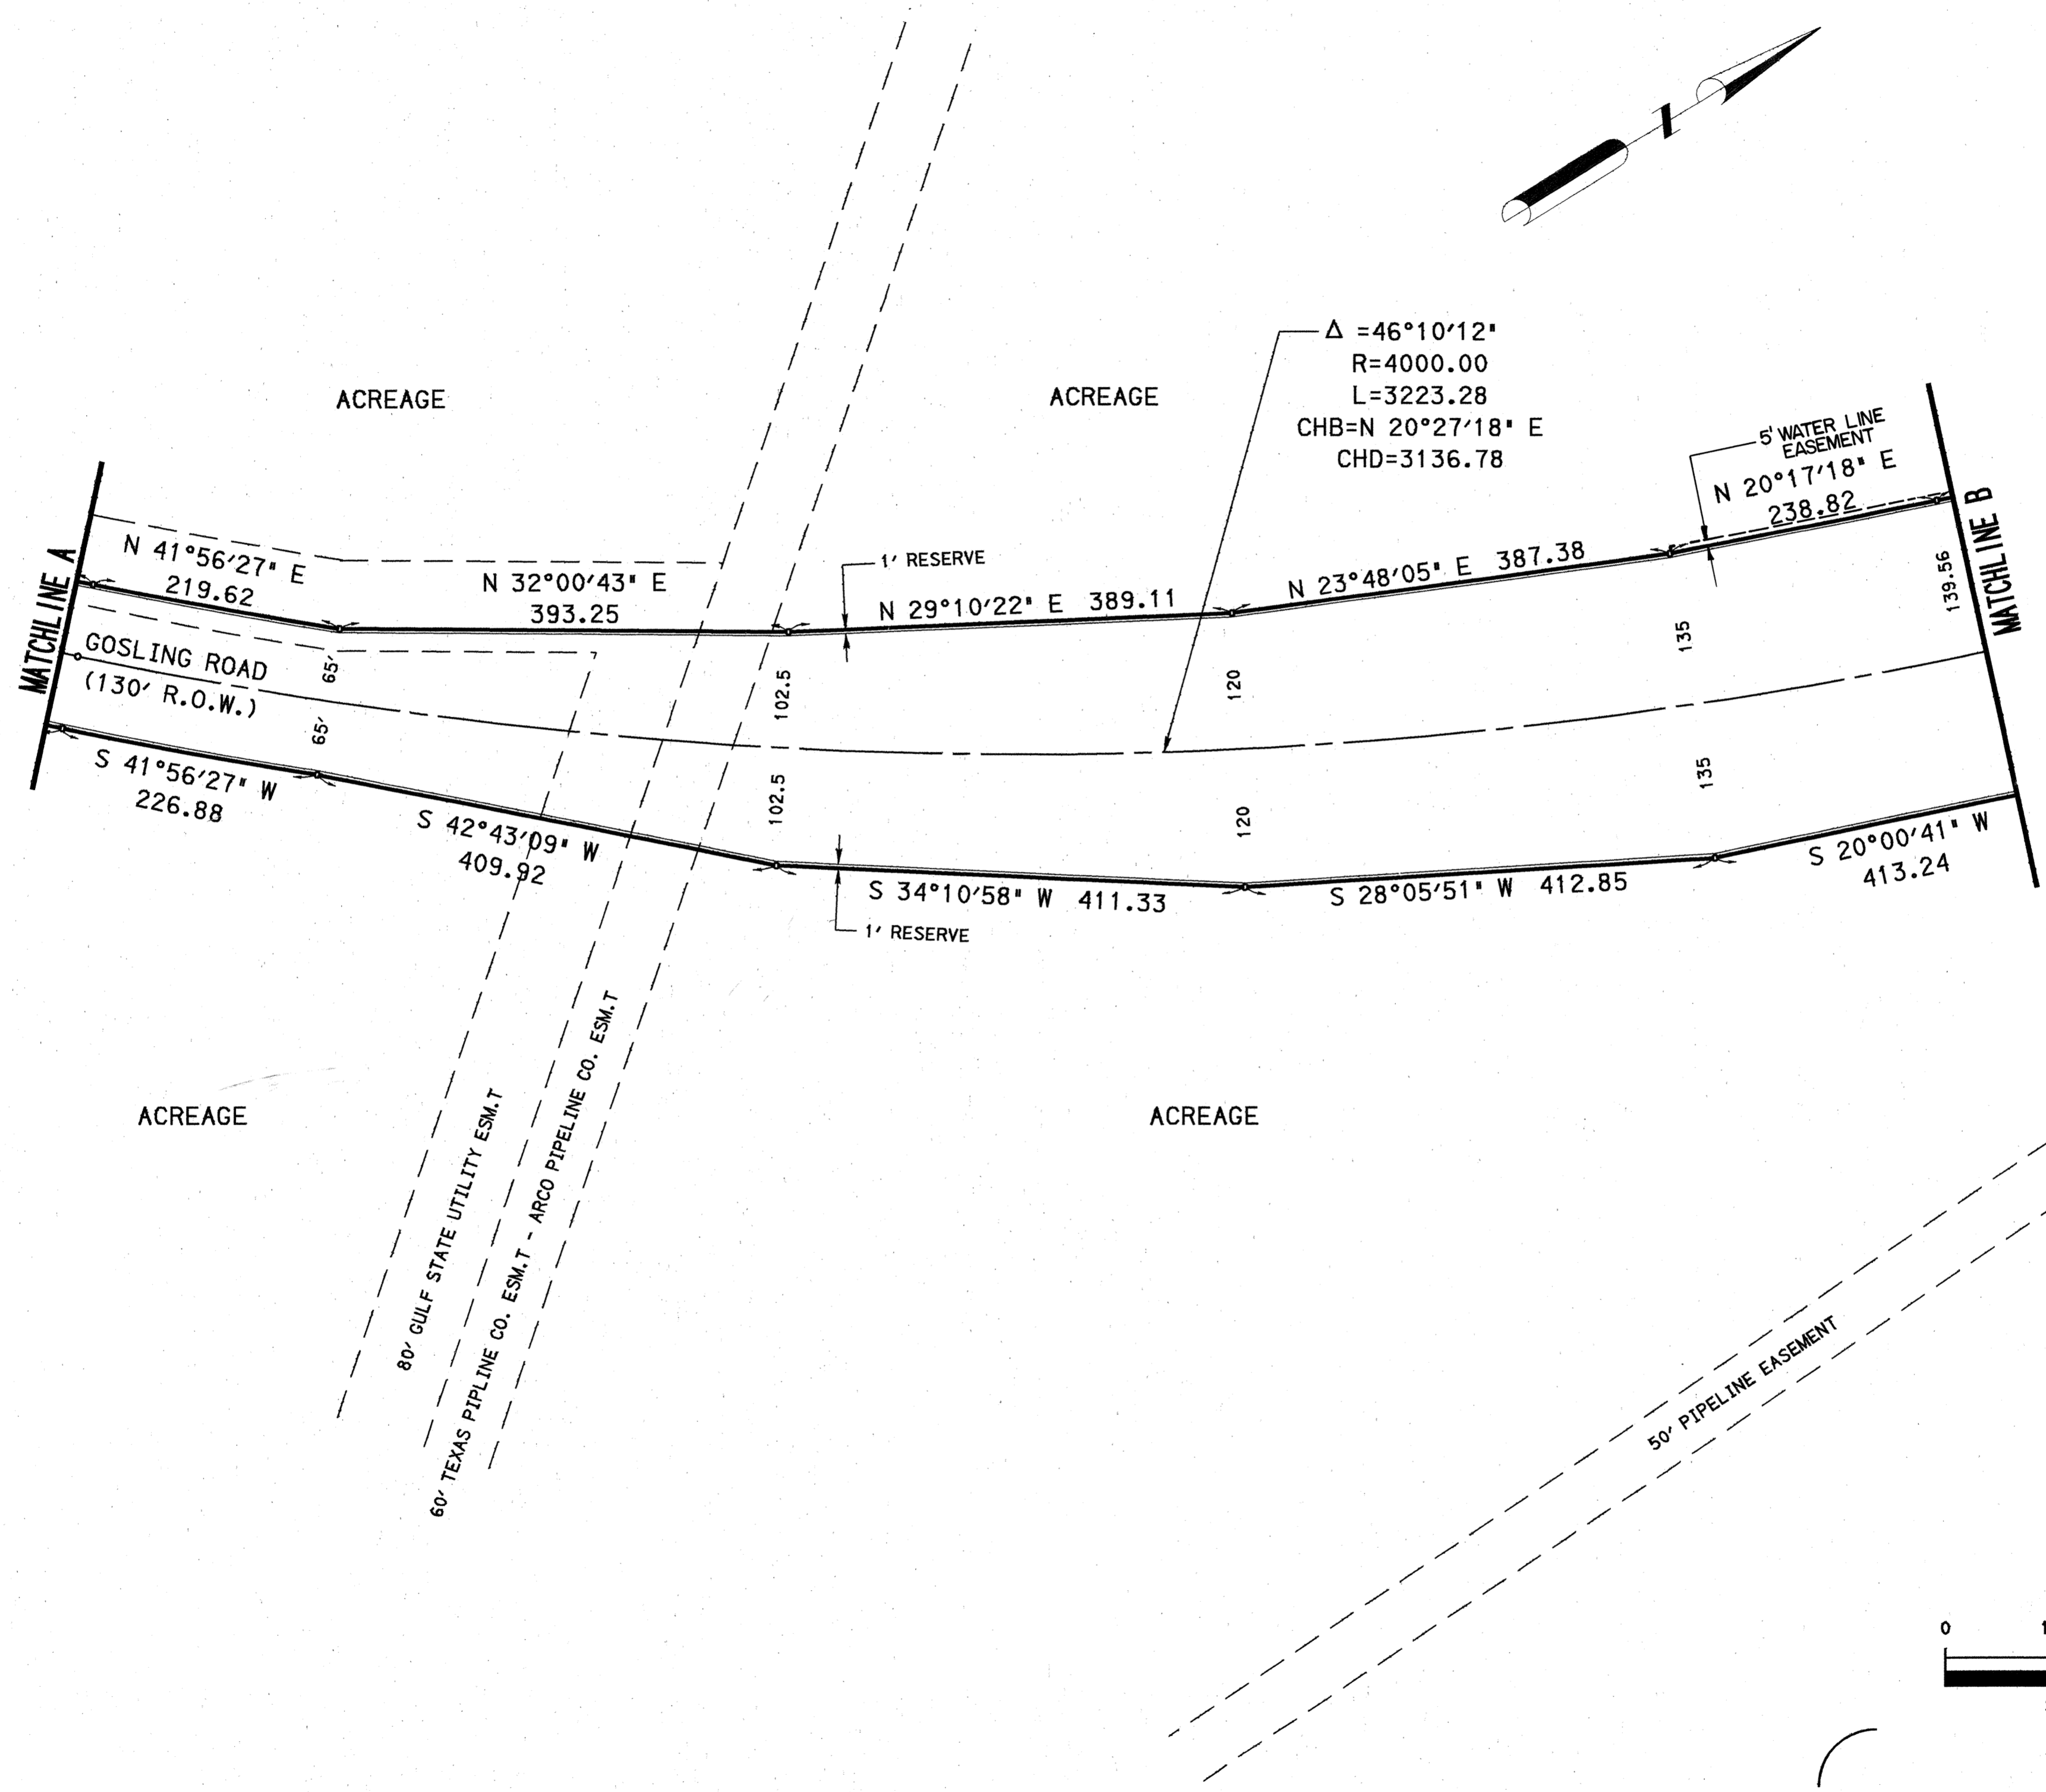 Z
Δ =46°10'12"
R=4000.00
L=3223.28
CHB=N 20°27'18" E
CHD=3136.78
ACREAGE
ACREAGE
5' WATER LINE
EASEMENT
N 20°17'18" E
238.82
MATCHLINE A
N 41°56'27" E
219.62
N 32°00'43" E
393.25
1' RESERVE
N 29°10'22" E 389.11
N 23°48'05" E 387.38
139.56
MATCHLINE B
GOSLING ROAD
(130' R.O.W.)
65'
65'
102.5
102.5
120
120
135
135
S 41°56'27" W
226.88
S 42°43'09" W
409.92
S 34°10'58" W 411.33
1' RESERVE
S 28°05'51" W 412.85
S 20°00'41" W
413.24
ACREAGE
ACREAGE
80' GULF STATE UTILITY ESM.T
60' TEXAS PIPLINE CO. ESM.T - ARCO PIPELINE CO. ESM.T
50' PIPELINE EASEMENT
0